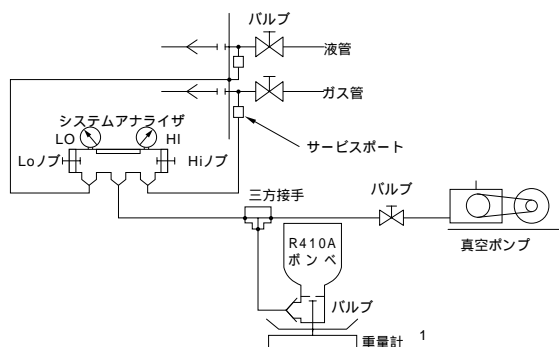 バルブ
液管
ガス管
システムアナライザ
LO
HI
Loノブ
Hiノブ
サービスポート
三方接手
バルブ
R410A
ボンベ
真空ポンプ
バルブ
重量計 1